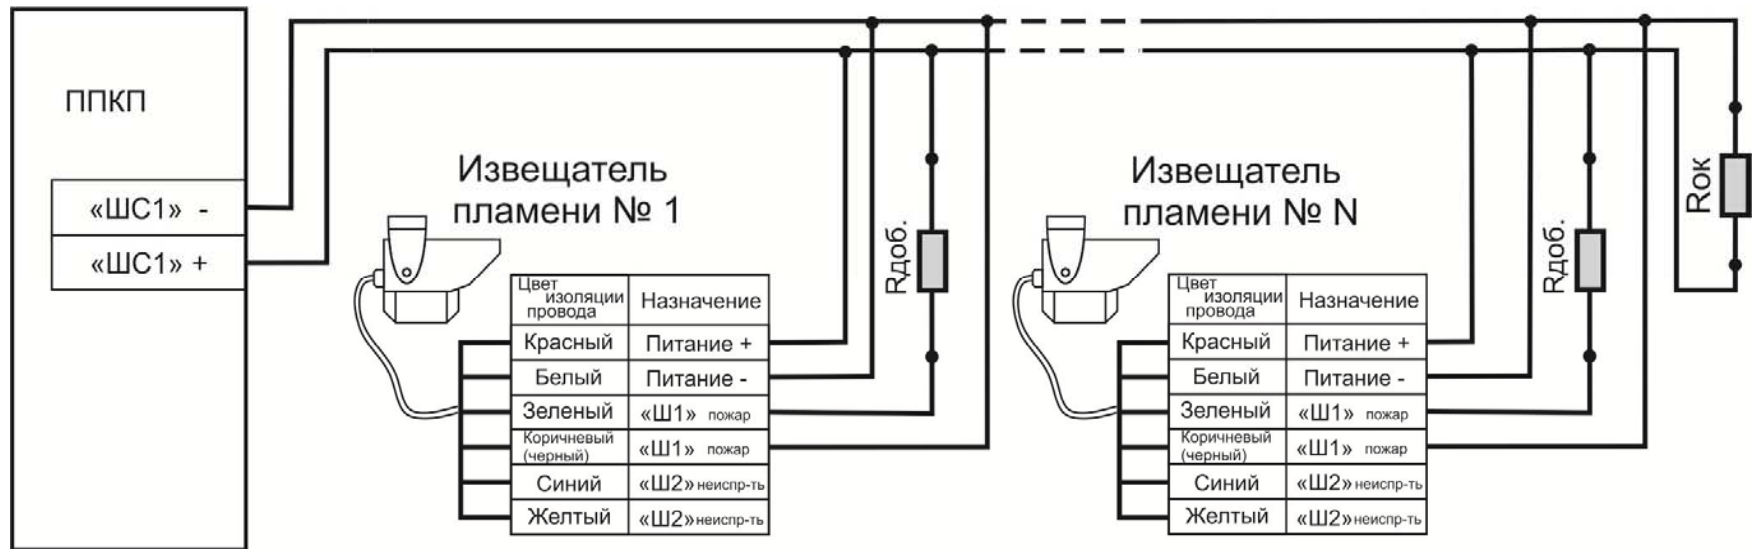 ППКП
«ШС1» -
«ШС1» +
Извещатель
пламени № 1
Цвет
изоляции
провода
Назначение
Красный Питание +
Белый Питание -
Зеленый «Ш1» пожар
Коричневый
(черный)
«Ш1» пожар
Синий «Ш2» неиспр-ть
Желтый «Ш2» неиспр-ть
Rдоб.
Извещатель
пламени № N
Цвет
изоляции
провода
Назначение
Красный Питание +
Белый Питание -
Зеленый «Ш1» пожар
Коричневый
(черный)
«Ш1» пожар
Синий «Ш2» неиспр-ть
Желтый «Ш2» неиспр-ть
Rдоб.
Rок